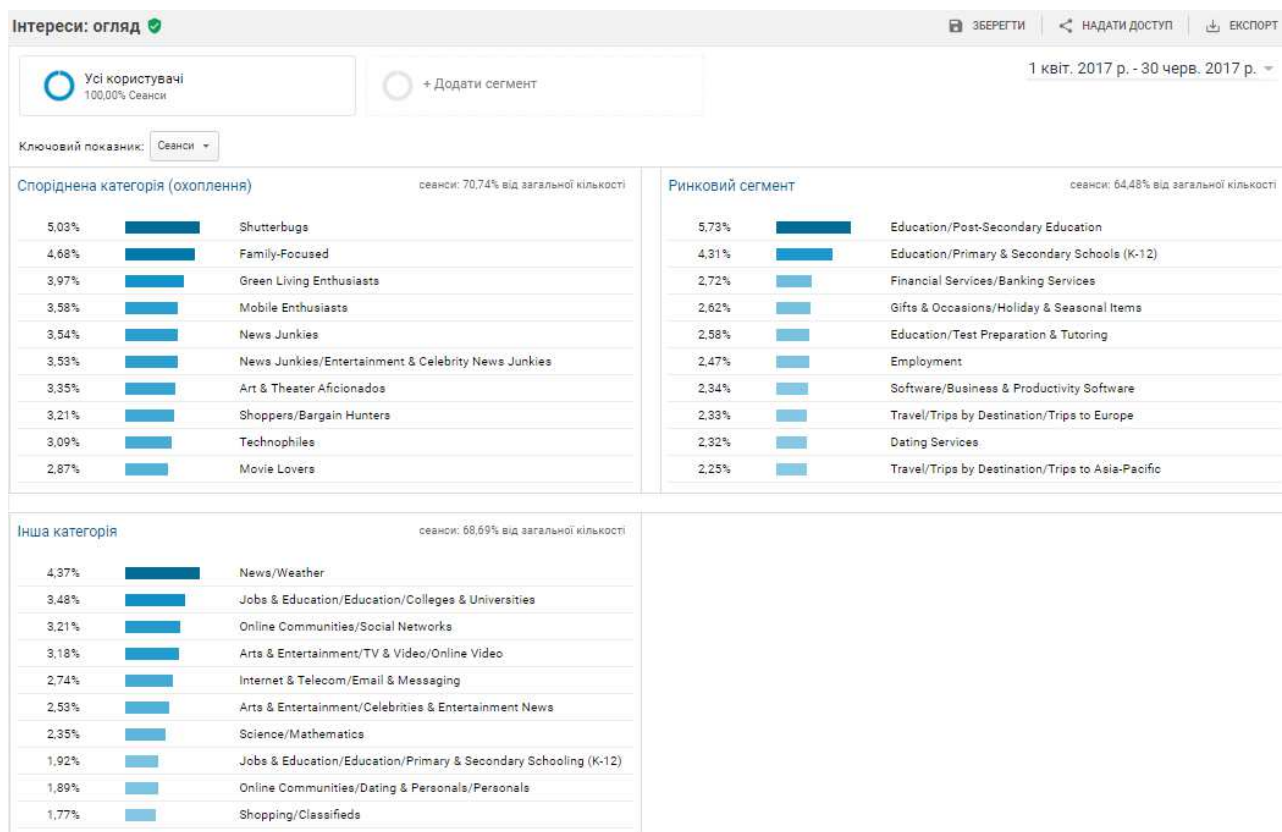 Інтереси: огляд
ЗБЕРЕГТИ
НАДАТИ ДОСТУП
ЕКСПОРТ
Усі користувачі
100,00% Сеанси
+ Додати сегмент
1 квіт. 2017 р. - 30 черв. 2017 р.
Ключовий показник: Сеанси
Споріднена категорія (охоплення) сеанси: 70,74% від загальної кількості
5,03% Shutterbugs
4,68% Family-Focused
3,97% Green Living Enthusiasts
3,58% Mobile Enthusiasts
3,54% News Junkies
3,53% News Junkies/Entertainment & Celebrity News Junkies
3,35% Art & Theater Aficionados
3,21% Shoppers/Bargain Hunters
3,09% Technophiles
2,87% Movie Lovers
Ринковий сегмент сеанси: 64,48% від загальної кількості
5,73% Education/Post-Secondary Education
4,31% Education/Primary & Secondary Schools (K-12)
2,72% Financial Services/Banking Services
2,62% Gifts & Occasions/Holiday & Seasonal Items
2,58% Education/Test Preparation & Tutoring
2,47% Employment
2,34% Software/Business & Productivity Software
2,33% Travel/Trips by Destination/Trips to Europe
2,32% Dating Services
2,25% Travel/Trips by Destination/Trips to Asia-Pacific
Інша категорія сеанси: 68,69% від загальної кількості
4,37% News/Weather
3,48% Jobs & Education/Education/Colleges & Universities
3,21% Online Communities/Social Networks
3,18% Arts & Entertainment/TV & Video/Online Video
2,74% Internet & Telecom/Email & Messaging
2,53% Arts & Entertainment/Celebrities & Entertainment News
2,35% Science/Mathematics
1,92% Jobs & Education/Education/Primary & Secondary Schooling (K-12)
1,89% Online Communities/Dating & Personals/Personals
1,77% Shopping/Classifieds